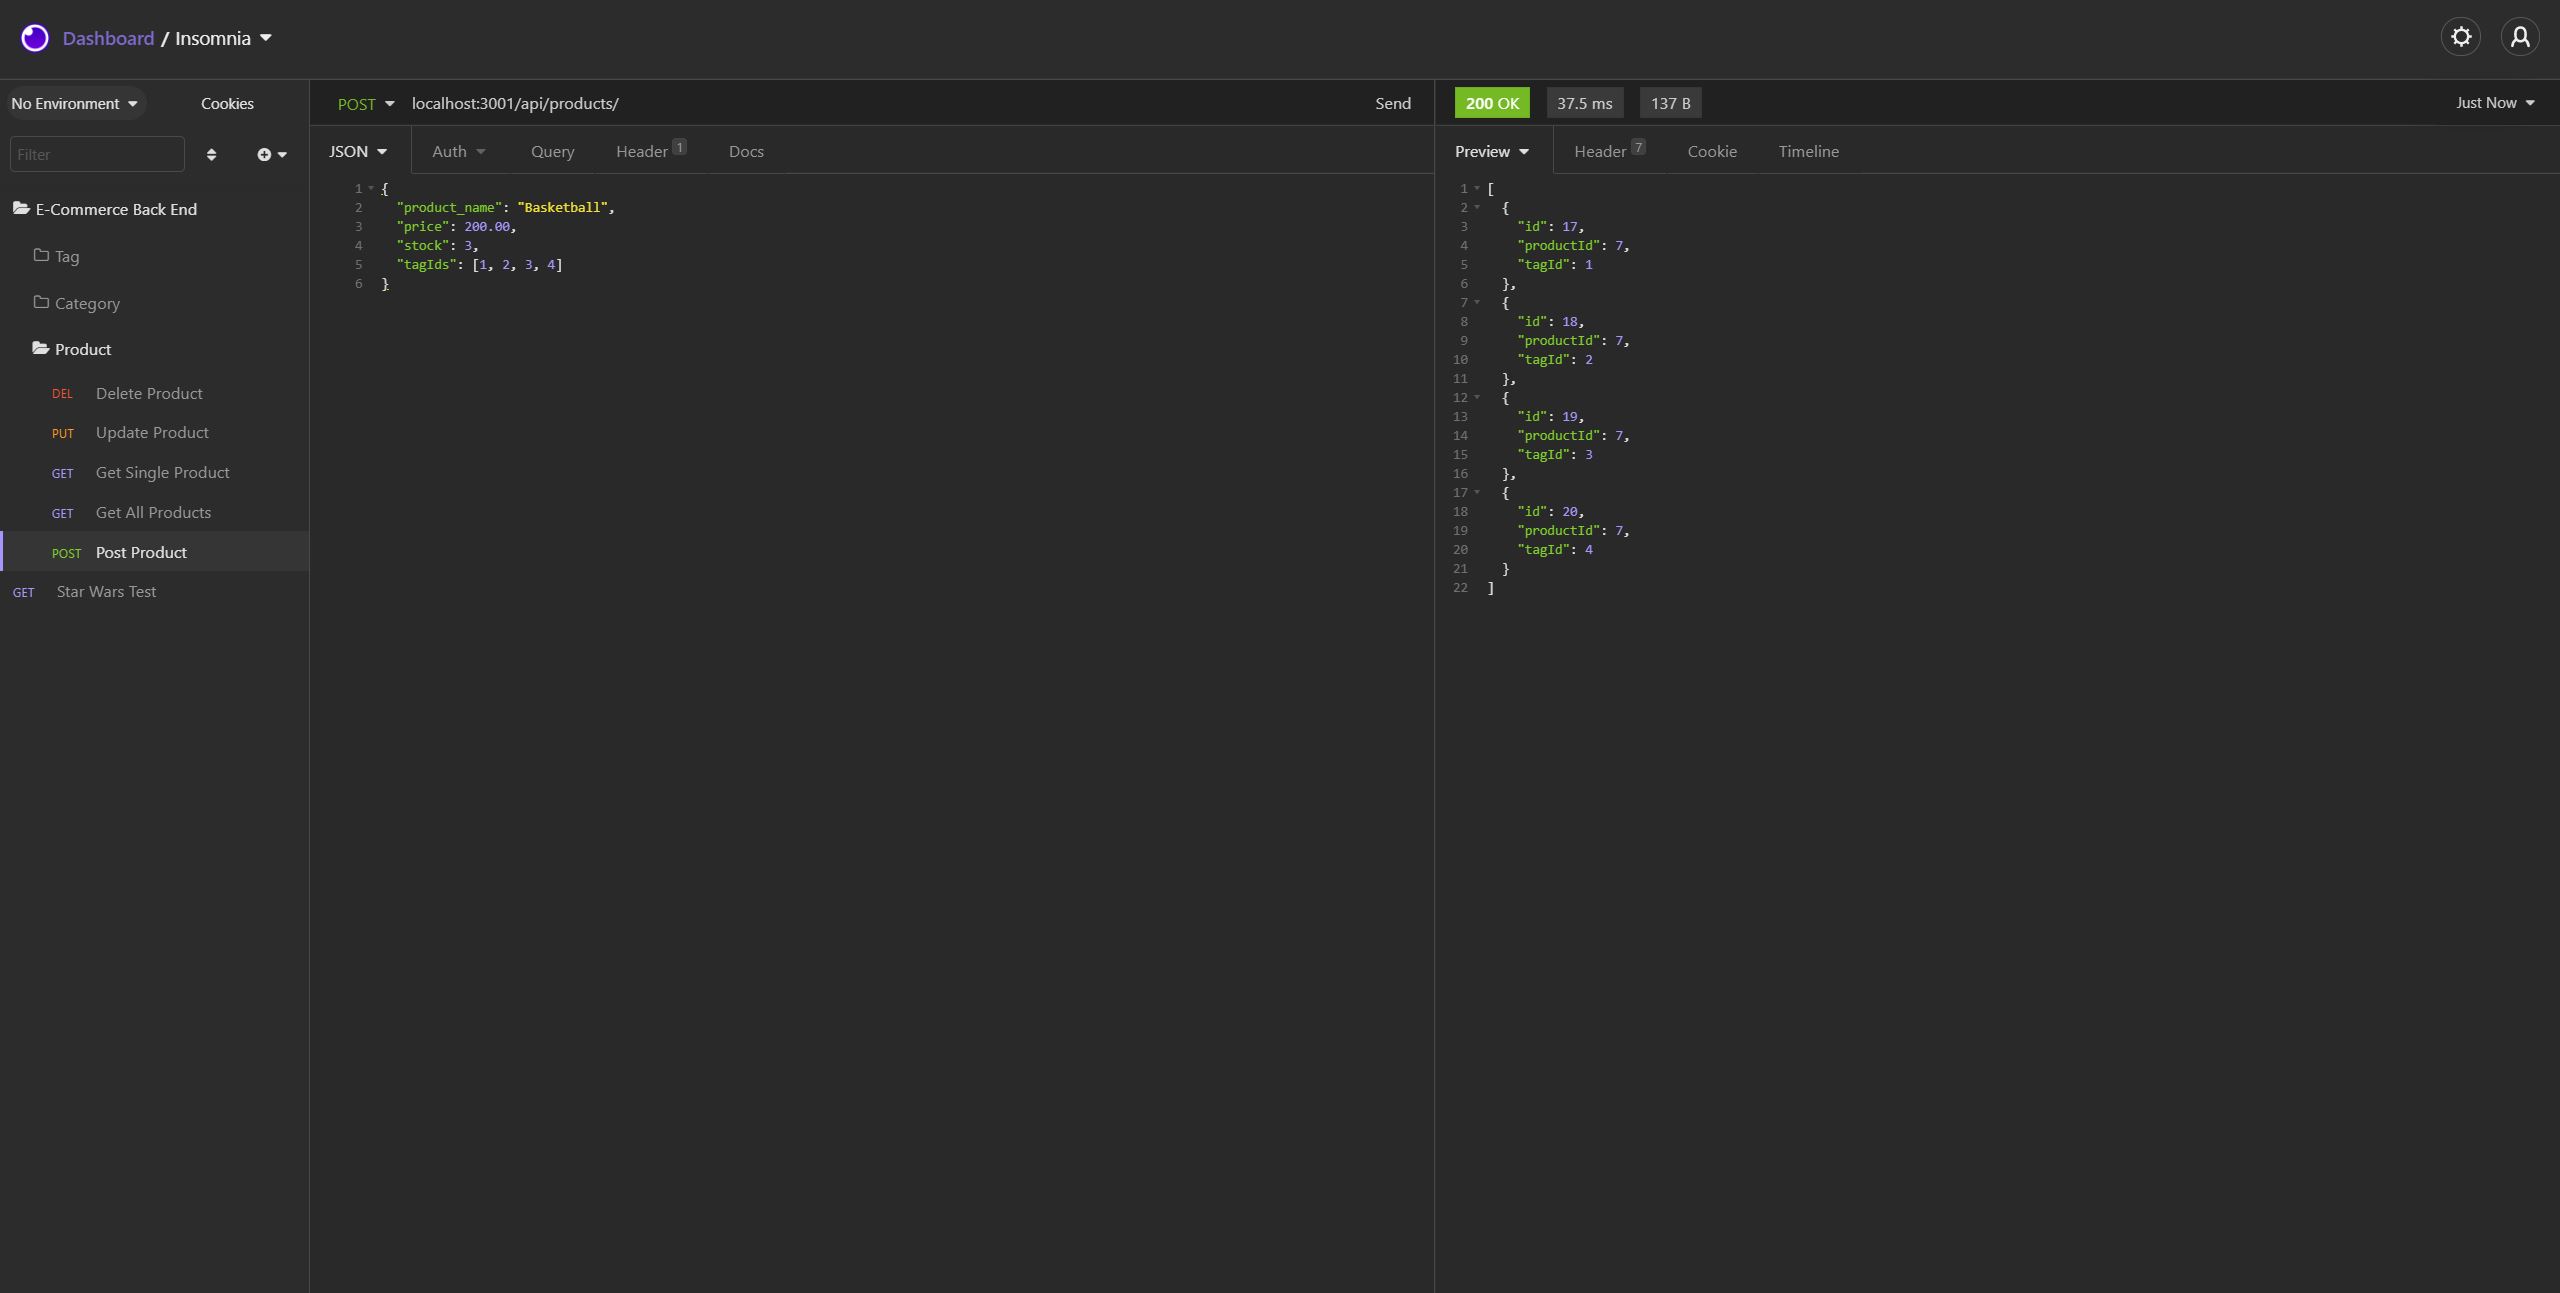 Dashboard / Insomnia
No Environment
Cookies
Filter
E-Commerce Back End
Tag
Category
Product
DEL Delete Product
PUT Update Product
GET Get Single Product
GET Get All Products
POST Post Product
GET Star Wars Test
POST localhost:3001/api/products/ Send
JSON Auth Query Header 1 Docs
1 {
2 "product_name": "Basketball",
3 "price": 200.00,
4 "stock": 3,
5 "tagIds": [1, 2, 3, 4]
6 }
200 OK 37.5 ms 137 B Just Now
Preview Header 7 Cookie Timeline
1 [
2 {
3 "id": 17,
4 "productId": 7,
5 "tagId": 1
6 },
7 {
8 "id": 18,
9 "productId": 7,
10 "tagId": 2
11 },
12 {
13 "id": 19,
14 "productId": 7,
15 "tagId": 3
16 },
17 {
18 "id": 20,
19 "productId": 7,
20 "tagId": 4
21 }
22 ]